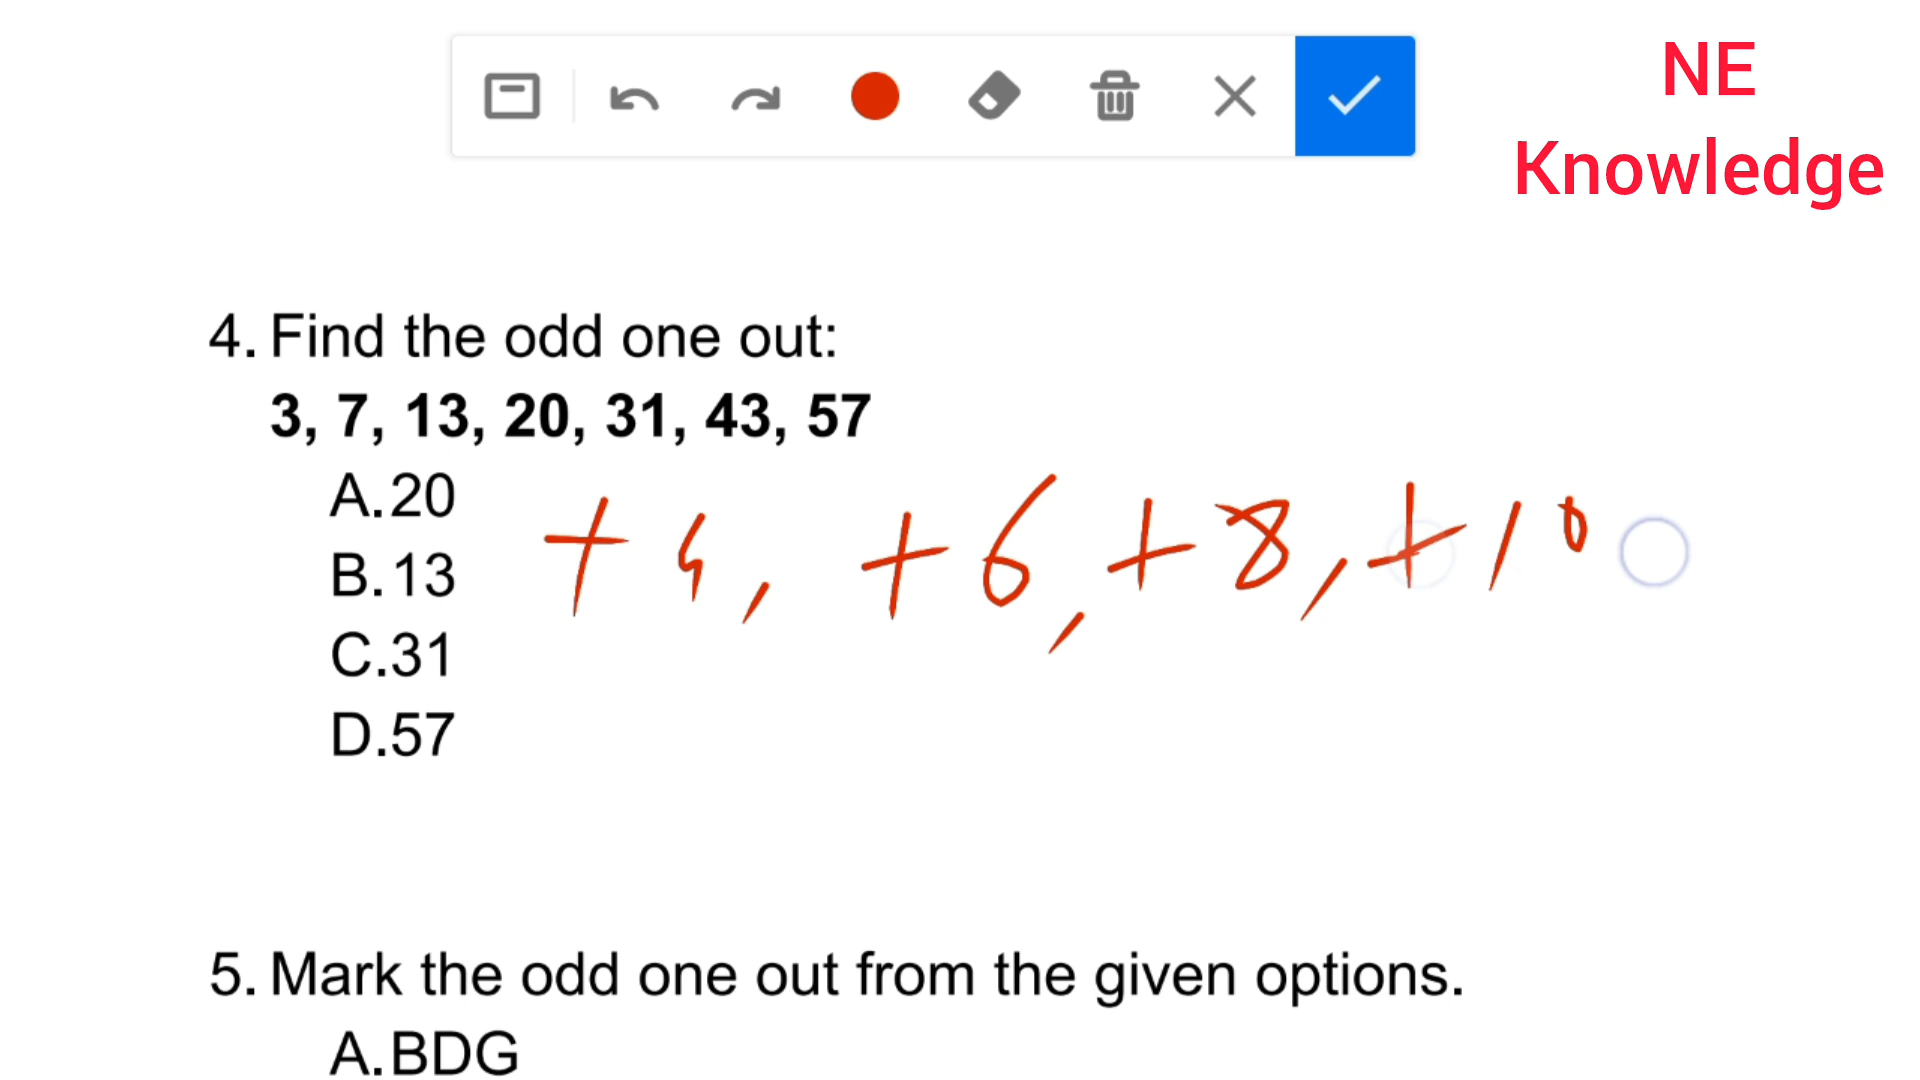 NE
Knowledge
4. Find the odd one out:
3, 7, 13, 20, 31, 43, 57
A.20
B.13
C.31
D.57
+4, +6, +8, +10
5. Mark the odd one out from the given options.
A.BDG